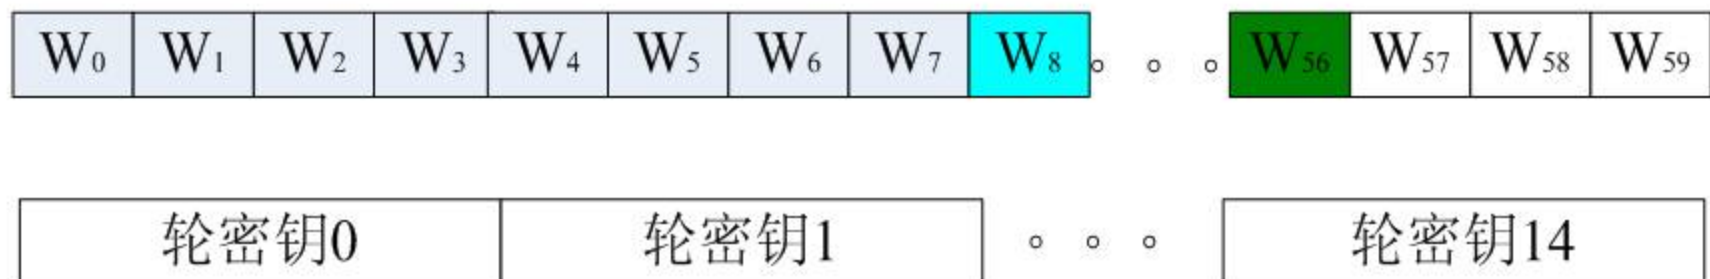 W0 W1 W2 W3 W4 W5 W6 W7 W8 。 。 。 W56 W57 W58 W59
轮密钥0 轮密钥1 。 。 。 轮密钥14